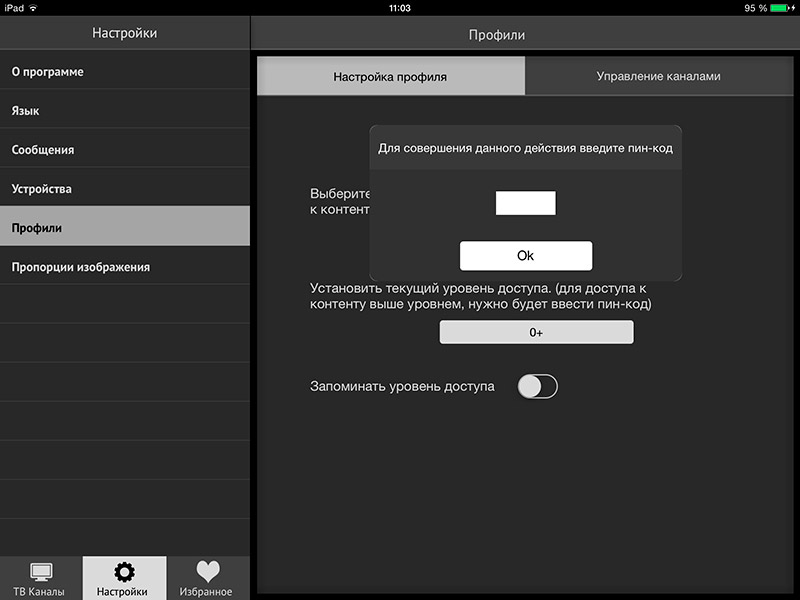 iPad
11:03
95 %
Настройки
Профили
О программе
Язык
Сообщения
Устройства
Профили
Пропорции изображения
Настройка профиля
Управление каналами
Для совершения данного действия введите пин-код
Ok
Выберите
к контент
Установить текущий уровень доступа. (для доступа к
контенту выше уровнем, нужно будет ввести пин-код)
0+
Запоминать уровень доступа
ТВ Каналы
Настройки
Избранное